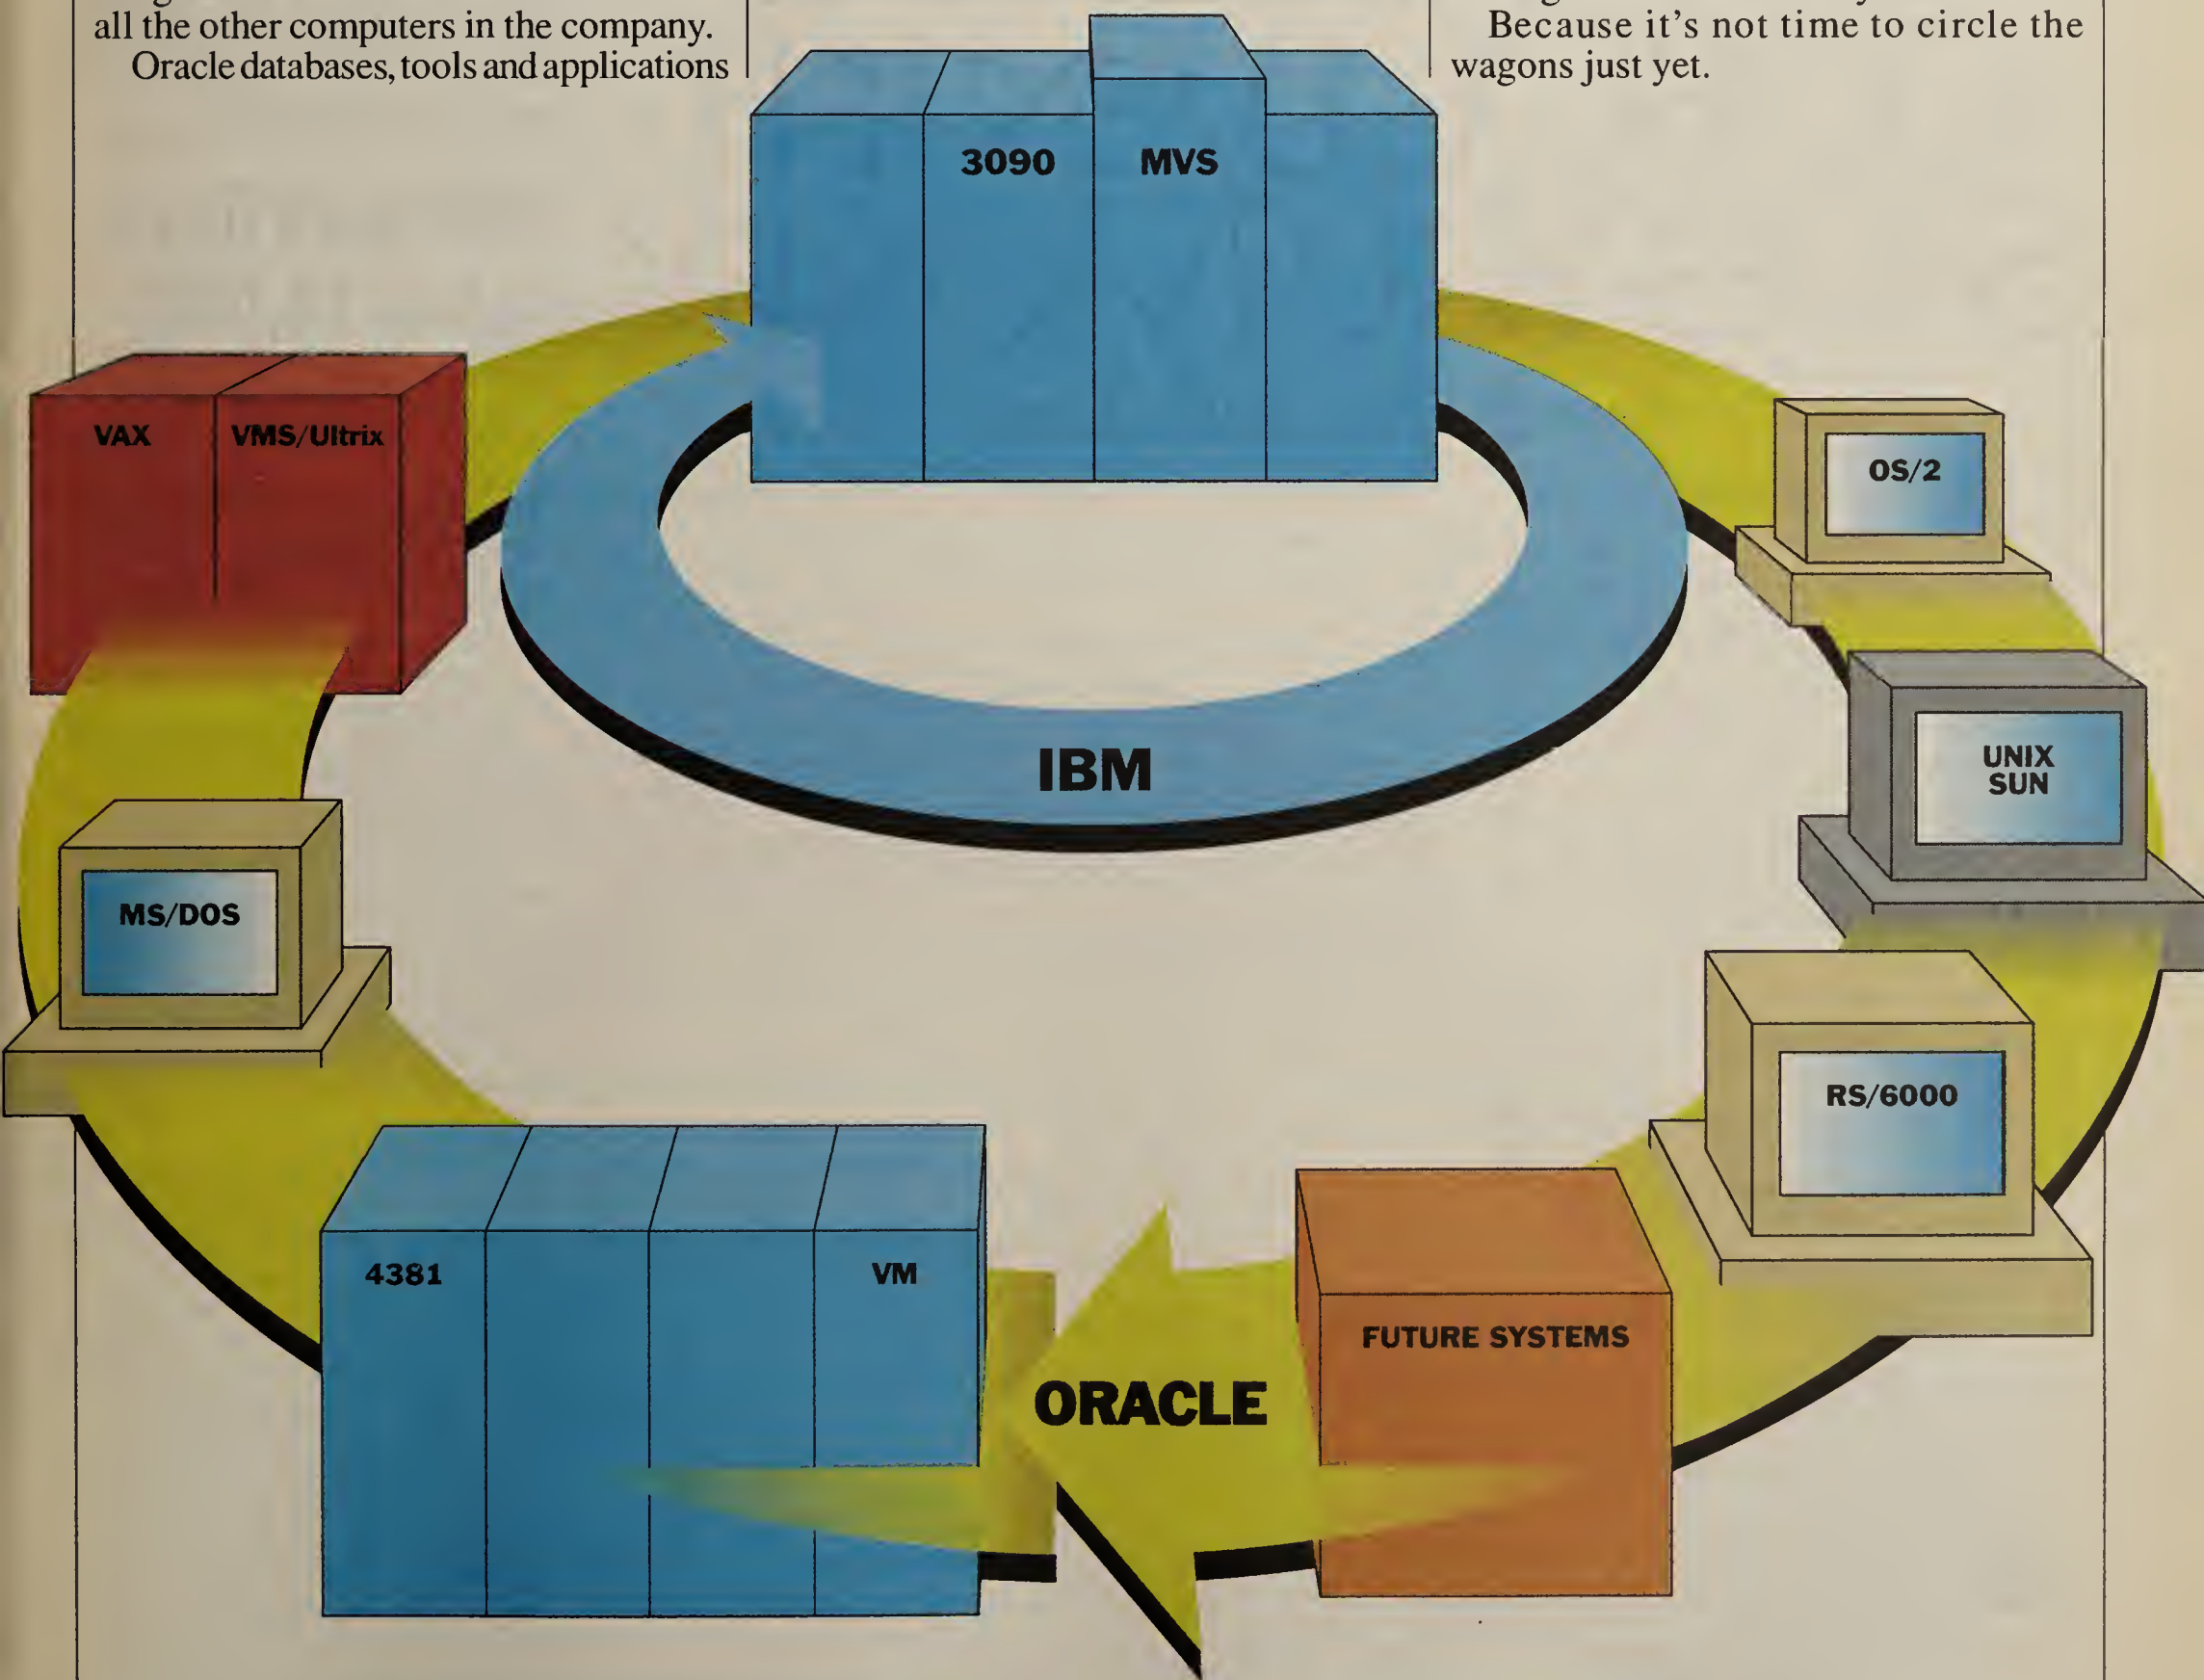 all the other computers in the company.
Oracle databases, tools and applications
Because it's not time to circle the
wagons just yet.
3090
MVS
VAX
VMS/Ultrix
OS/2
IBM
UNIX
SUN
MS/DOS
RS/6000
4381
VM
FUTURE SYSTEMS
ORACLE